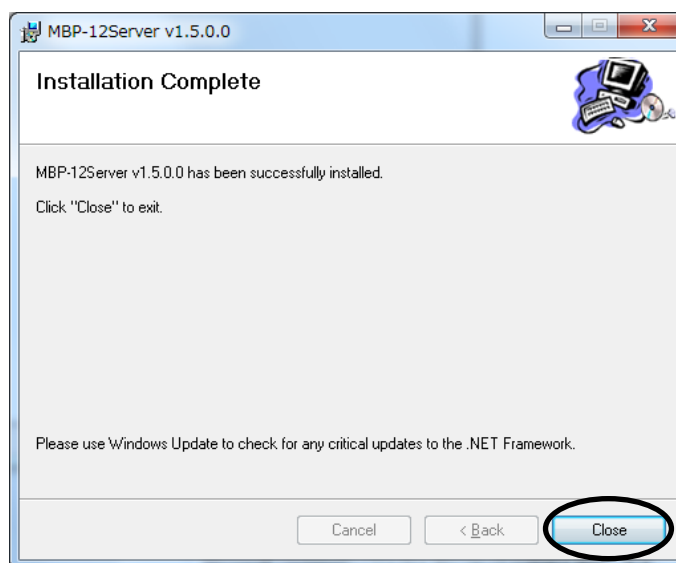 MBP-12Server v1.5.0.0
Installation Complete
MBP-12Server v1.5.0.0 has been successfully installed.
Click "Close" to exit.
Please use Windows Update to check for any critical updates to the .NET Framework.
Cancel
< Back
Close